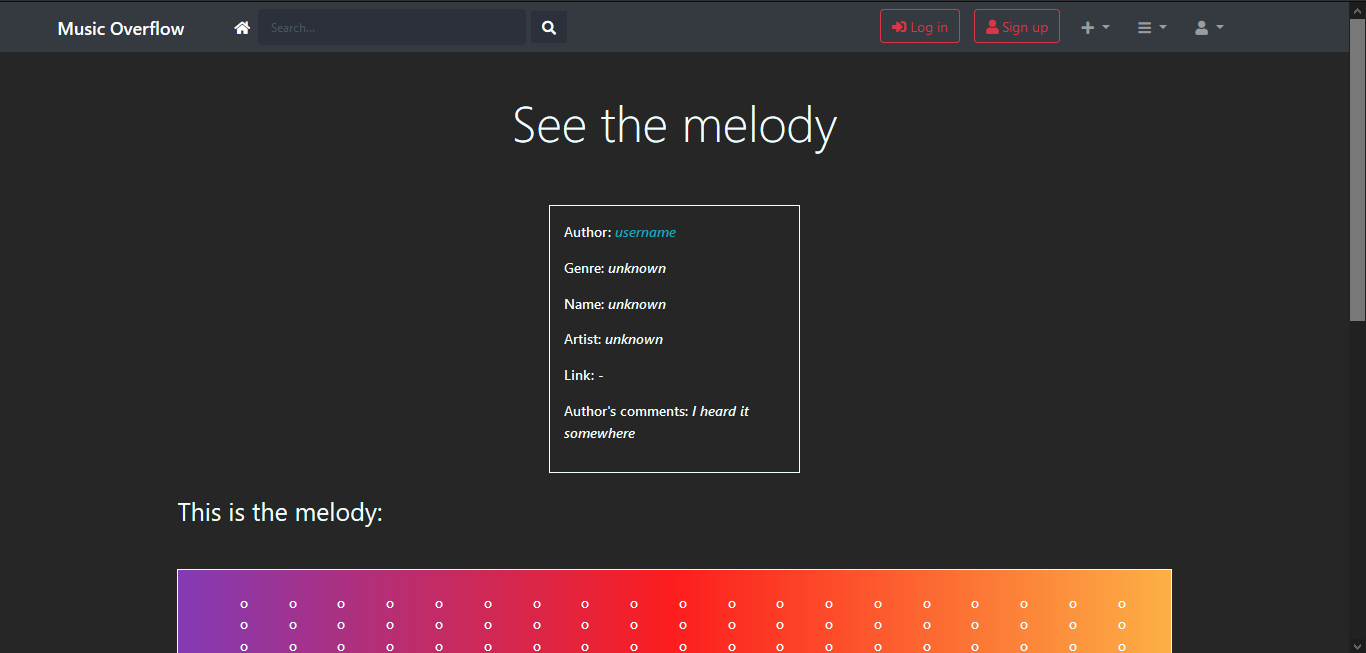 Music Overflow Search... Log in Sign up
See the melody
Author: username
Genre: unknown
Name: unknown
Artist: unknown
Link: -
Author's comments: I heard it
somewhere
This is the melody:
o o o o o o o o o o o o o o o o o o o
o o o o o o o o o o o o o o o o o o o
o o o o o o o o o o o o o o o o o o o